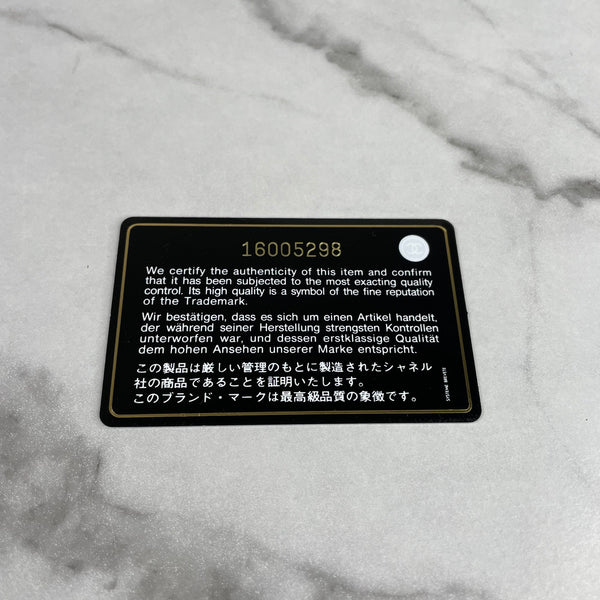 16005298
We certify the authenticity of this item and confirm
that it has been subjected to the most exacting quality
control. Its high quality is a symbol of the fine reputation
of the Trademark.
Wir bestätigen, dass es sich um einen Artikel handelt,
der während seiner Herstellung strengsten Kontrollen
unterworfen war, und dessen erstklassige Qualität
dem hohen Ansehen unserer Marke entspricht.
この製品は厳しい管理のもとに製造されたシャネル
社の商品であることを証明いたします。
このブランド・マークは最高級品質の象徴です。
SYSTEME BREVETE